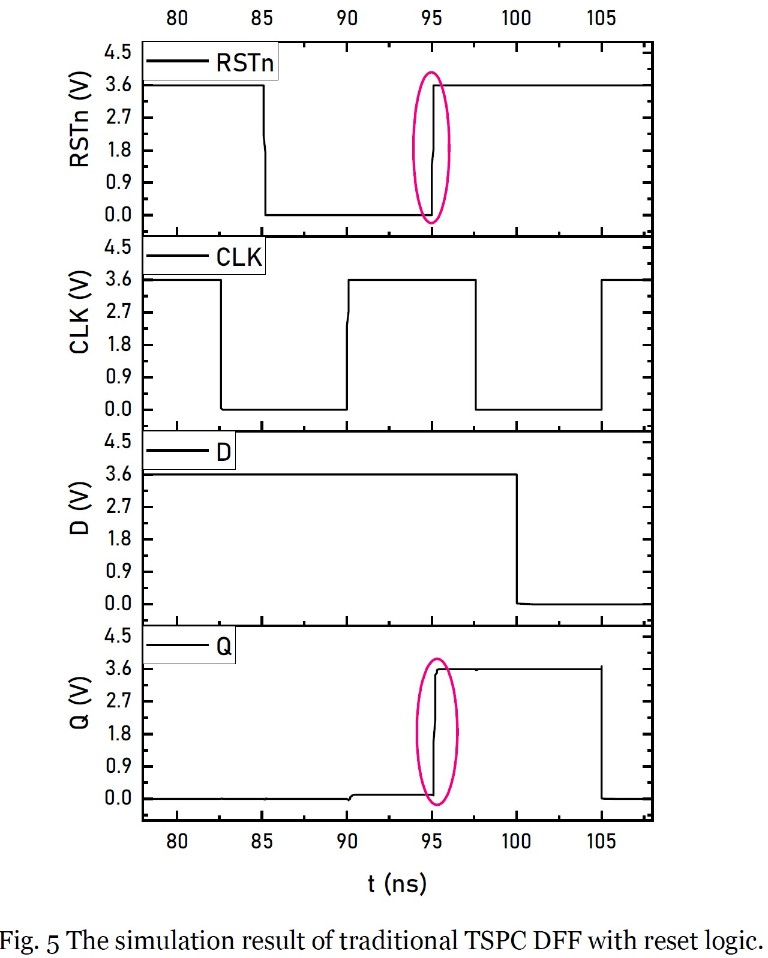 80 85 90 95 100 105
4.5
RSTn
3.6
2.7
1.8
0.9
0.0
RSTn (V)
4.5
CLK
3.6
2.7
1.8
0.9
0.0
CLK (V)
4.5
D
3.6
2.7
1.8
0.9
0.0
D (V)
4.5
Q
3.6
2.7
1.8
0.9
0.0
Q (V)
80 85 90 95 100 105
t (ns)
Fig. 5 The simulation result of traditional TSPC DFF with reset logic.